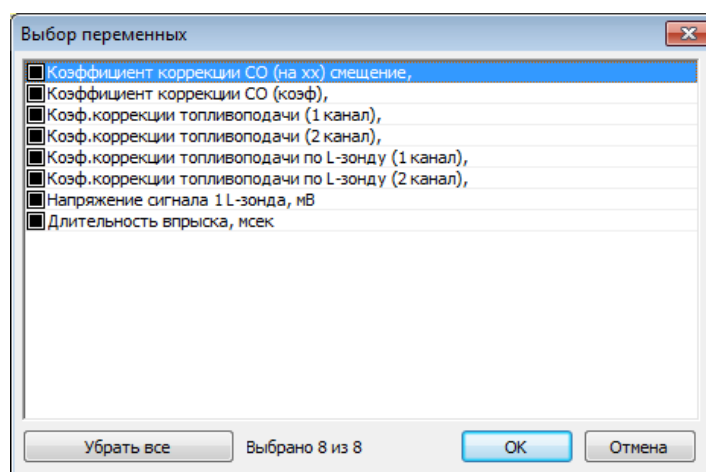 Выбор переменных
Коэффициент коррекции СО (на хх) смещение,
Коэффициент коррекции СО (коэф),
Коэф.коррекции топливоподачи (1 канал),
Коэф.коррекции топливоподачи (2 канал),
Коэф.коррекции топливоподачи по L-зонду (1 канал),
Коэф.коррекции топливоподачи по L-зонду (2 канал),
Напряжение сигнала 1 L-зонда, мВ
Длительность впрыска, мсек
Убрать все Выбрано 8 из 8 OK Отмена